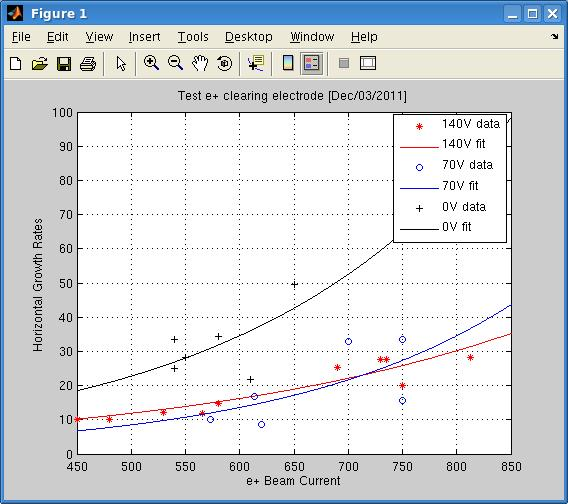 Figure 1
File Edit View Insert Tools Desktop Window Help
Test e+ clearing electrode [Dec/03/2011]
100
90
80
70
60
50
40
30
20
10
0
Horizontal Growth Rates
140V data
140V fit
70V data
70V fit
0V data
0V fit
450 500 550 600 650 700 750 800 850
e+ Beam Current